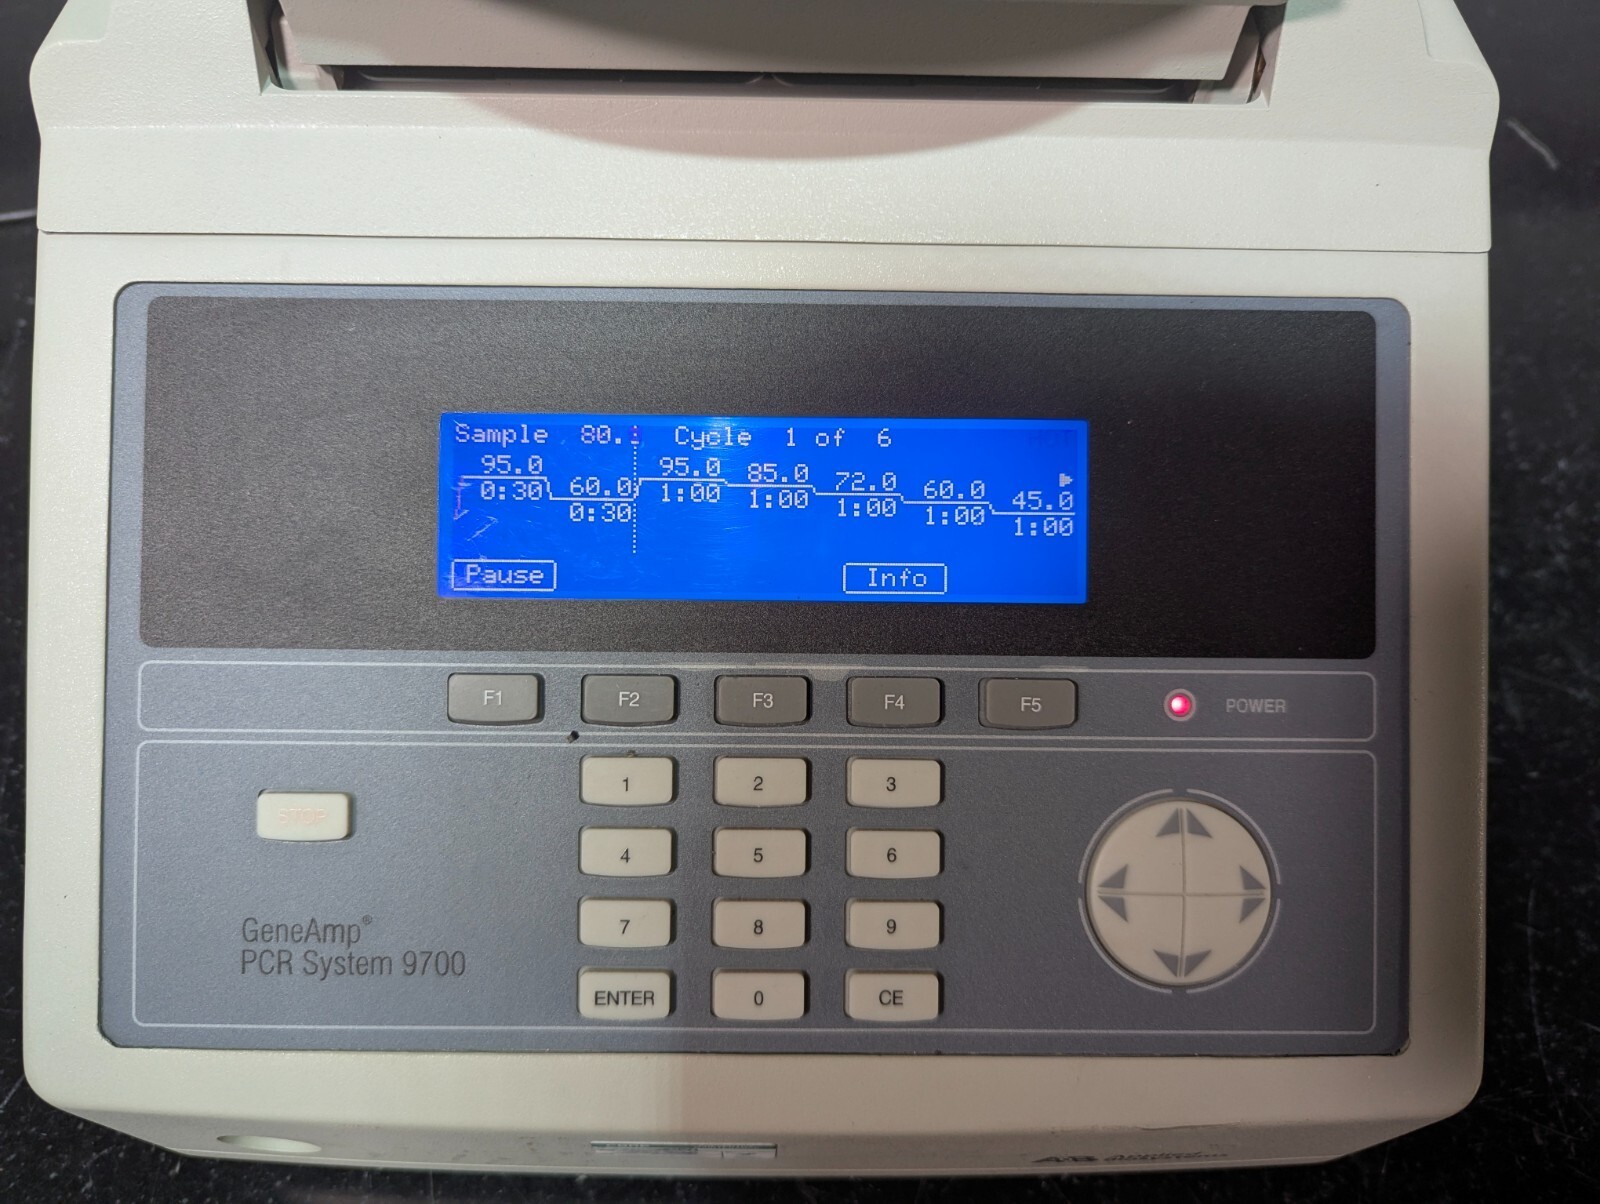 Sample 80. Cycle 1 of 6
95.0 95.0 85.0 72.0 60.0 45.0
0:30 60.0 1:00 1:00 1:00 1:00 1:00
0:30
Pause Info
F1 F2 F3 F4 F5 POWER
1 2 3
STOP
4 5 6
7 8 9
GeneAmp®
PCR System 9700
ENTER 0 CE
Applied